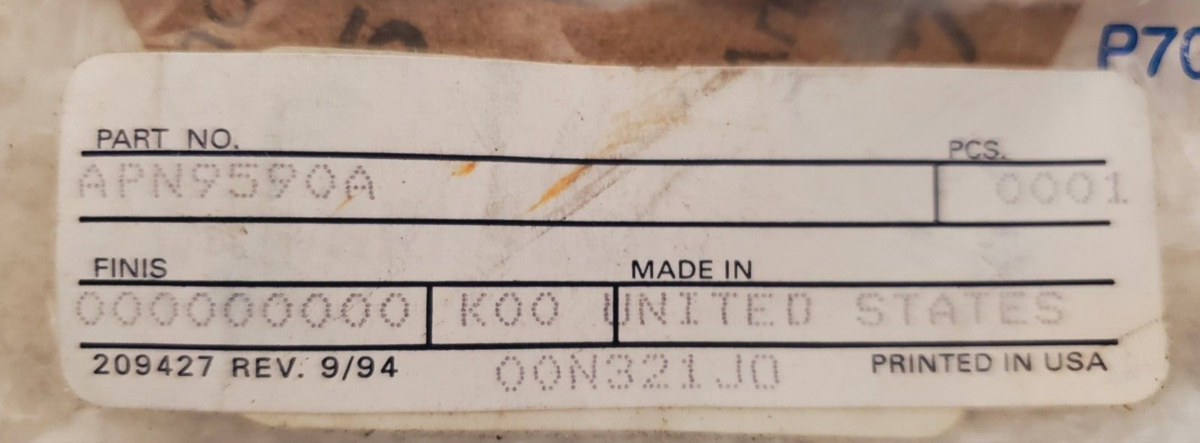 P70
PART NO. PCS.
APN9590A 0001
FINIS MADE IN
000000000 K00 UNITED STATES
209427 REV. 9/94 00N321J0 PRINTED IN USA